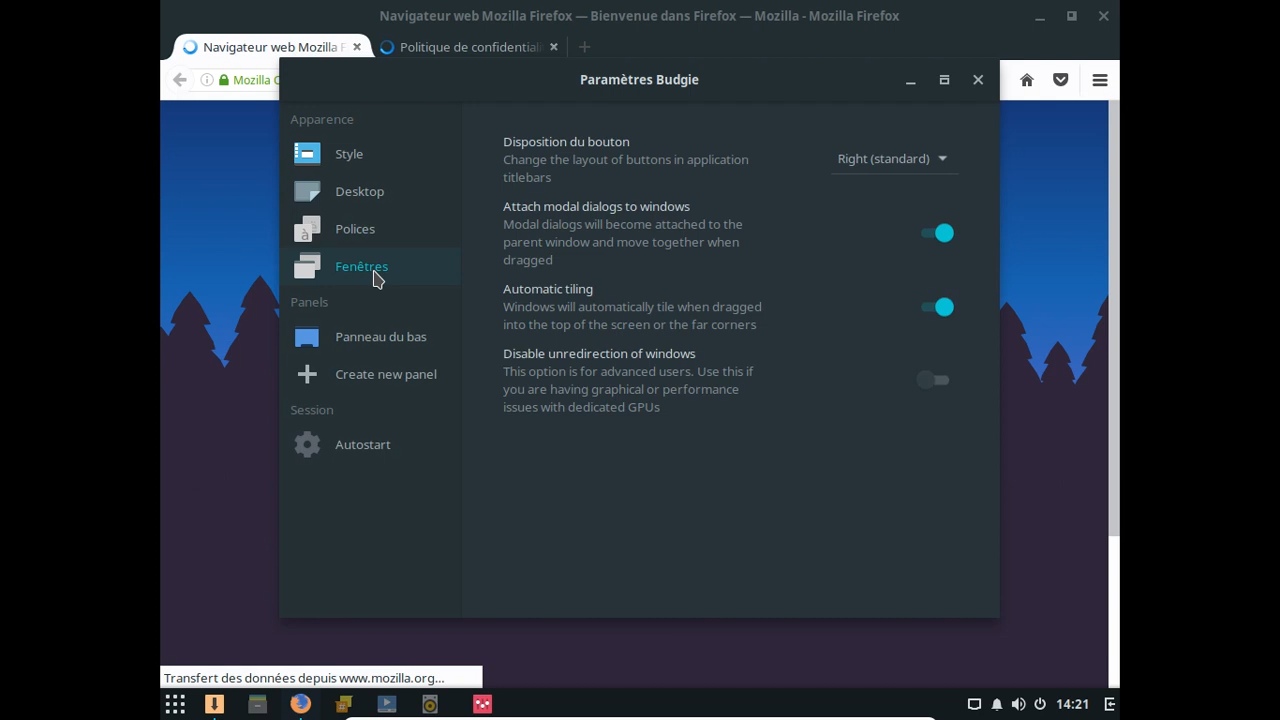 Navigateur web Mozilla Firefox — Bienvenue dans Firefox — Mozilla - Mozilla Firefox
Navigateur web Mozilla F
Politique de confidential
Mozilla C
Paramètres Budgie
Apparence
Style
Desktop
Polices
Fenêtres
Panels
Panneau du bas
Create new panel
Session
Autostart
Disposition du bouton
Change the layout of buttons in application
titlebars
Right (standard)
Attach modal dialogs to windows
Modal dialogs will become attached to the
parent window and move together when
dragged
Automatic tiling
Windows will automatically tile when dragged
into the top of the screen or the far corners
Disable unredirection of windows
This option is for advanced users. Use this if
you are having graphical or performance
issues with dedicated GPUs
Transfert des données depuis www.mozilla.org…
14:21